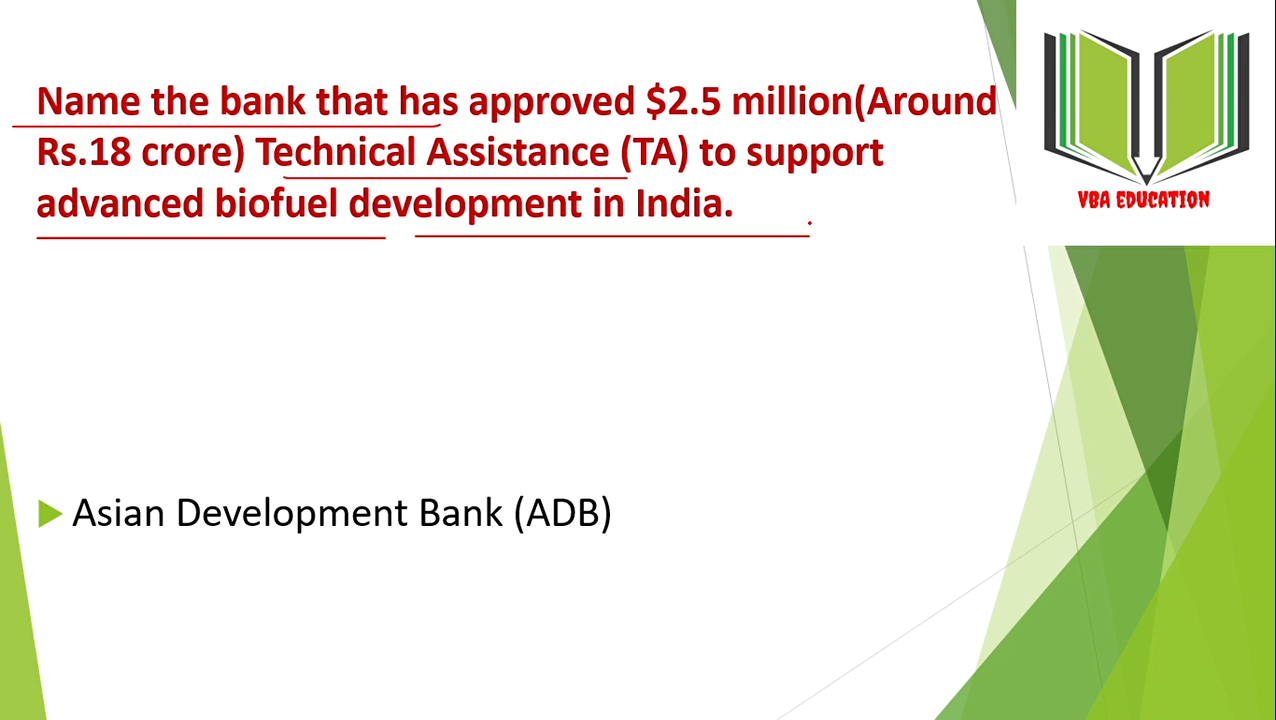 Name the bank that has approved $2.5 million(Around
Rs.18 crore) Technical Assistance (TA) to support
advanced biofuel development in India.
VBA EDUCATION
Asian Development Bank (ADB)